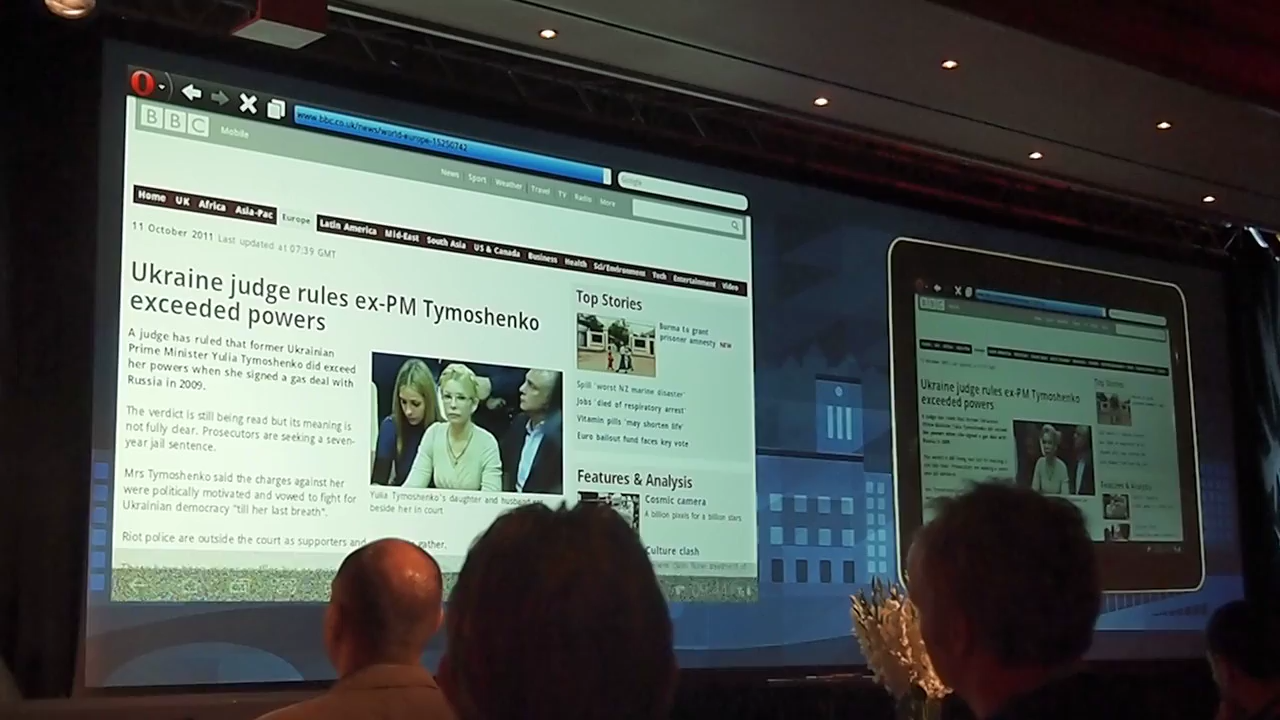 www.bbc.co.uk/news/world-europe-15250742
Google
BBC Mobile
News Sport Weather Travel TV Radio More
Home UK Africa Asia-Pac Europe Latin America Mid-East South Asia US & Canada Business Health Sci/Environment Tech Entertainment Video
11 October 2011 Last updated at 07:39 GMT
Ukraine judge rules ex-PM Tymoshenko
exceeded powers
A judge has ruled that former Ukrainian
Prime Minister Yulia Tymoshenko did exceed
her powers when she signed a gas deal with
Russia in 2009.
The verdict is still being read but its meaning is
not fully clear. Prosecutors are seeking a seven-
year jail sentence.
Mrs Tymoshenko said the charges against her
were politically motivated and vowed to fight for
Ukrainian democracy "till her last breath".
Riot police are outside the court as supporters and
gather.
Yulia Tymoshenko's daughter and husband
beside her in court
Top Stories
Burma to grant
prisoner amnesty NEW
Spill 'worst NZ marine disaster'
Jobs 'died of respiratory arrest'
Vitamin pills 'may shorten life'
Euro bailout fund faces key vote
Features & Analysis
Cosmic camera
A billion pixels for a billion stars
Culture clash
BBC
Ukraine judge rules ex-PM Tymoshenko
exceeded powers
Top Stories
Features & Analysis